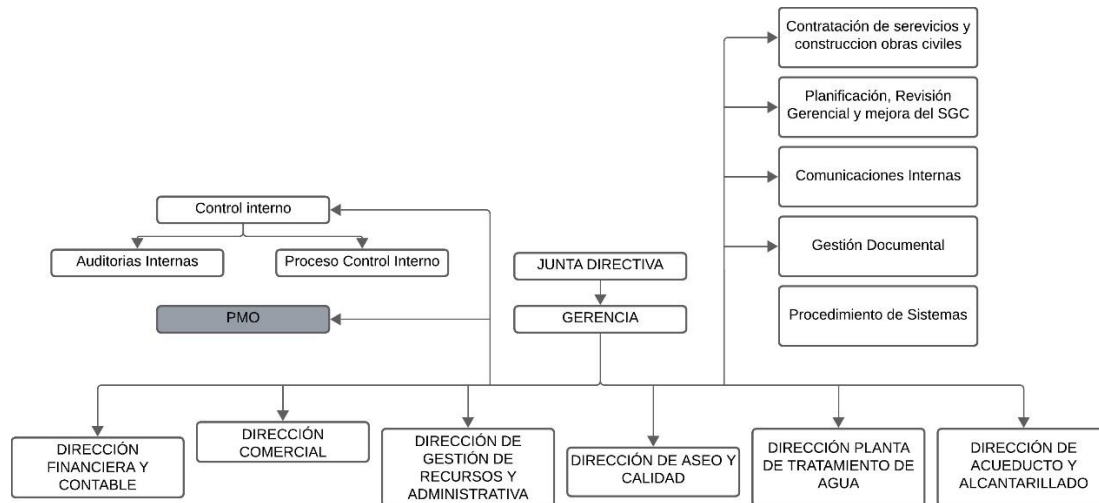 Contratación de serevicios y
construccion obras civiles
Planificación, Revisión
Gerencial y mejora del SGC
Comunicaciones Internas
Control interno
Auditorias Internas
Proceso Control Interno
Gestión Documental
JUNTA DIRECTIVA
PMO
GERENCIA
Procedimiento de Sistemas
DIRECCIÓN
FINANCIERA Y
CONTABLE
DIRECCIÓN
COMERCIAL
DIRECCIÓN DE
GESTIÓN DE
RECURSOS Y
ADMINISTRATIVA
DIRECCIÓN DE ASEO Y
CALIDAD
DIRECCIÓN PLANTA
DE TRATAMIENTO DE
AGUA
DIRECCIÓN DE
ACUEDUCTO Y
ALCANTARILLADO